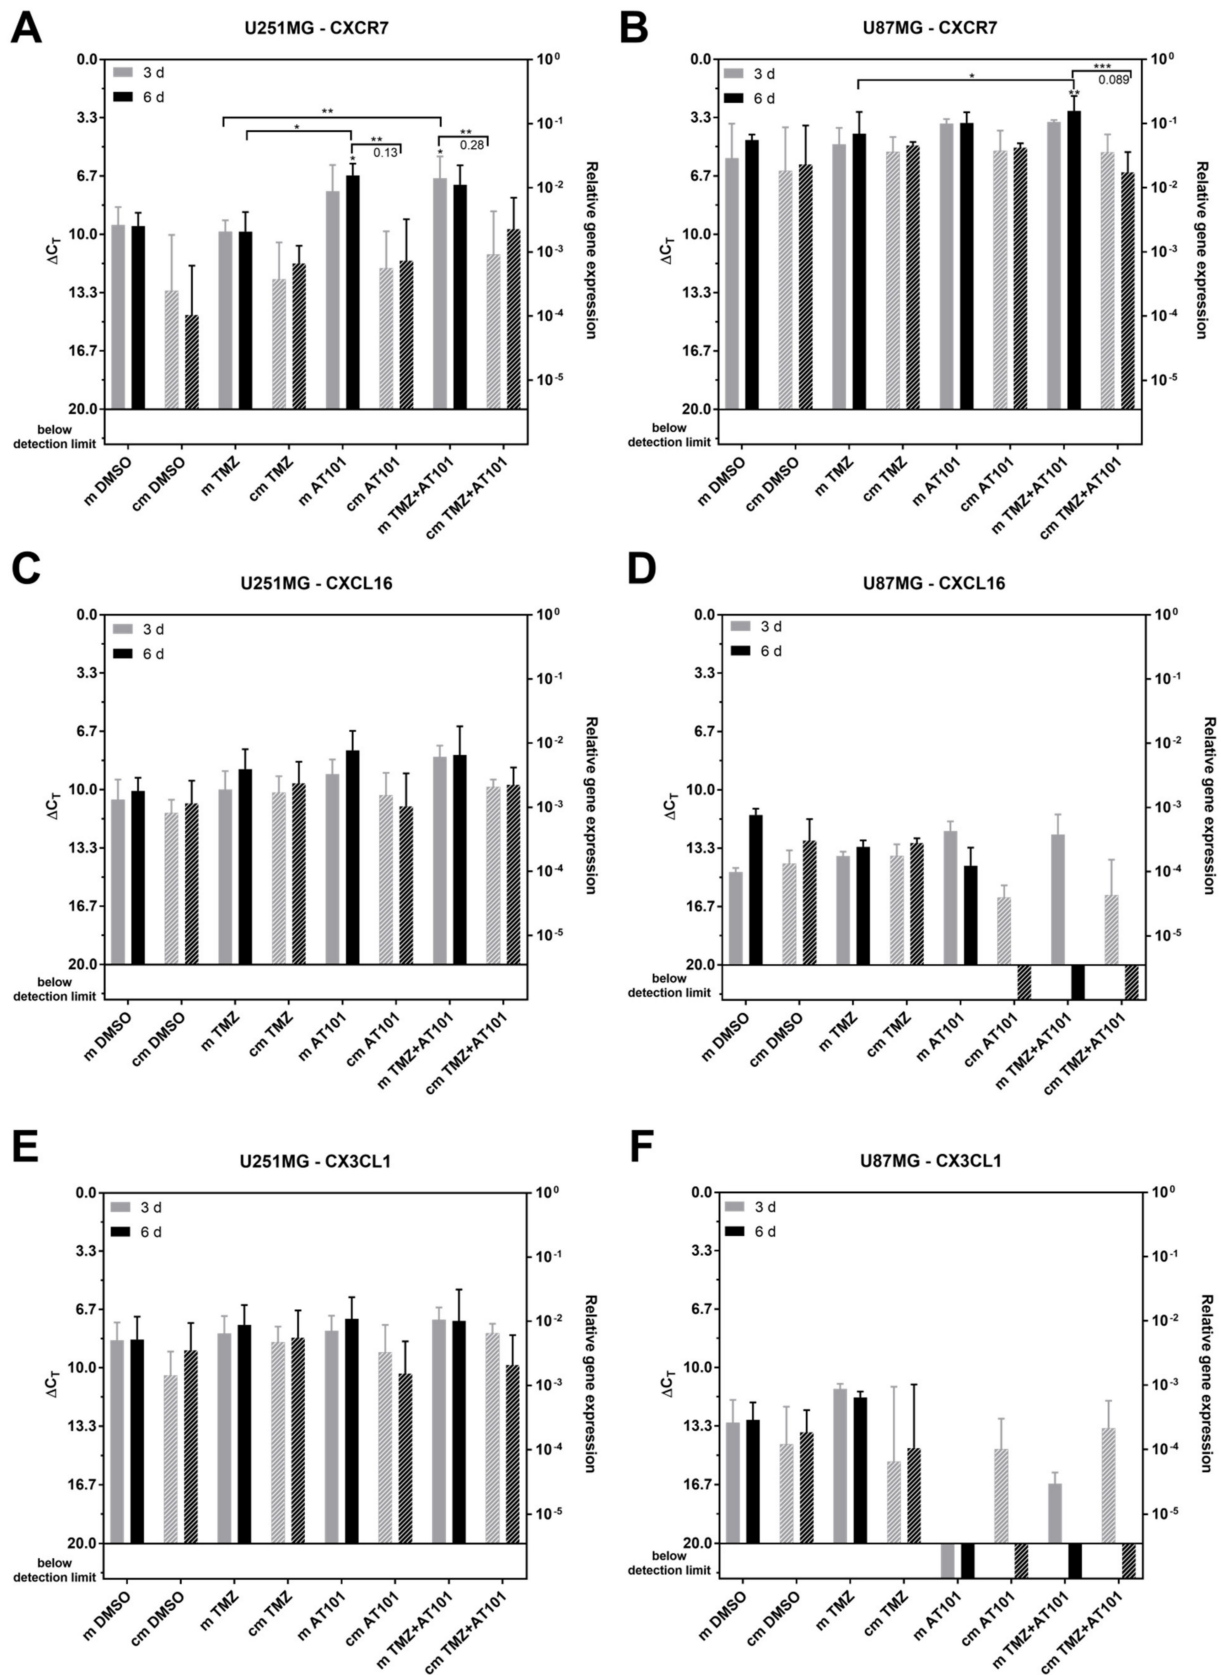 A
U251MG - CXCR7
0.0
3.3
6.7
10.0
13.3
16.7
20.0
below
detection limit
ΔCT
3 d
6 d
**
*
**
0.13
*
**
0.28
*
10^0
10^-1
10^-2
10^-3
10^-4
10^-5
Relative gene expression
m DMSO
cm DMSO
m TMZ
cm TMZ
m AT101
cm AT101
m TMZ+AT101
cm TMZ+AT101
B
U87MG - CXCR7
0.0
3.3
6.7
10.0
13.3
16.7
20.0
below
detection limit
ΔCT
3 d
6 d
*
***
0.089
**
10^0
10^-1
10^-2
10^-3
10^-4
10^-5
Relative gene expression
m DMSO
cm DMSO
m TMZ
cm TMZ
m AT101
cm AT101
m TMZ+AT101
cm TMZ+AT101
C
U251MG - CXCL16
0.0
3.3
6.7
10.0
13.3
16.7
20.0
below
detection limit
ΔCT
3 d
6 d
10^0
10^-1
10^-2
10^-3
10^-4
10^-5
Relative gene expression
m DMSO
cm DMSO
m TMZ
cm TMZ
m AT101
cm AT101
m TMZ+AT101
cm TMZ+AT101
D
U87MG - CXCL16
0.0
3.3
6.7
10.0
13.3
16.7
20.0
below
detection limit
ΔCT
3 d
6 d
10^0
10^-1
10^-2
10^-3
10^-4
10^-5
Relative gene expression
m DMSO
cm DMSO
m TMZ
cm TMZ
m AT101
cm AT101
m TMZ+AT101
cm TMZ+AT101
E
U251MG - CX3CL1
0.0
3.3
6.7
10.0
13.3
16.7
20.0
below
detection limit
ΔCT
3 d
6 d
10^0
10^-1
10^-2
10^-3
10^-4
10^-5
Relative gene expression
m DMSO
cm DMSO
m TMZ
cm TMZ
m AT101
cm AT101
m TMZ+AT101
cm TMZ+AT101
F
U87MG - CX3CL1
0.0
3.3
6.7
10.0
13.3
16.7
20.0
below
detection limit
ΔCT
3 d
6 d
10^0
10^-1
10^-2
10^-3
10^-4
10^-5
Relative gene expression
m DMSO
cm DMSO
m TMZ
cm TMZ
m AT101
cm AT101
m TMZ+AT101
cm TMZ+AT101